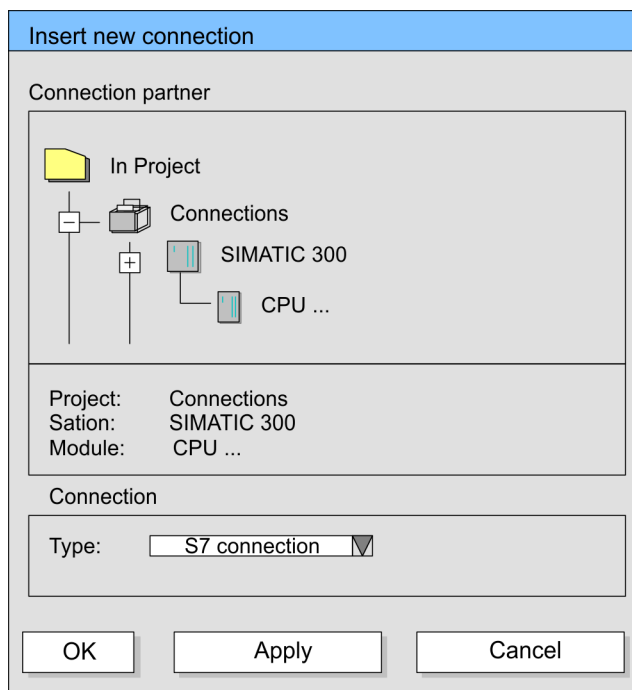 Insert new connection
Connection partner
In Project
Connections
SIMATIC 300
CPU ...
Project: Connections
Sation: SIMATIC 300
Module: CPU ...
Connection
Type: S7 connection
OK Apply Cancel